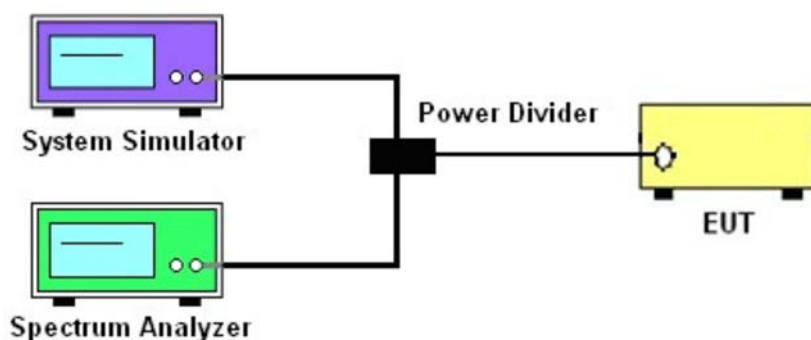 System Simulator
Power Divider
EUT
Spectrum Analyzer